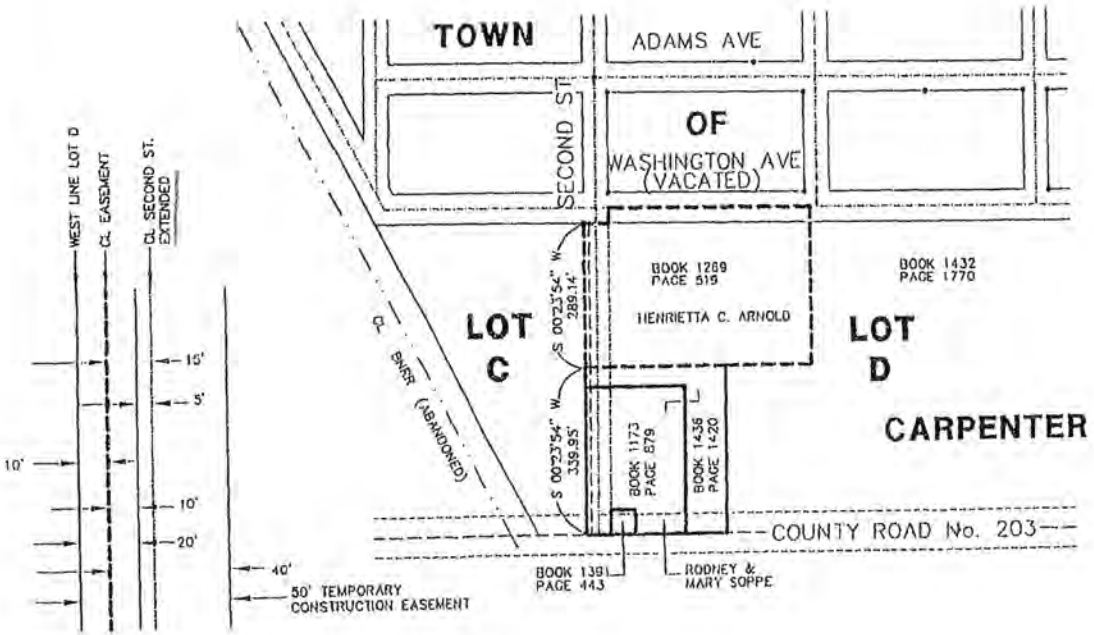 TOWN
ADAMS AVE
SECOND ST
OF
WASHINGTON AVE
(VACATED)
WEST LINE LOT D
CL EASEMENT
CL SECOND ST.
EXTENDED
BOOK 1269
PAGE 519
HENRIETTA C. ARNOLD
BOOK 1432
PAGE 1770
S 00°23'54" W
289.14'
LOT
C
LOT
D
CL BNRR (ABANDONED)
CARPENTER
S 00°23'54" W
339.95'
BOOK 1173
PAGE 879
BOOK 1436
PAGE 1420
15'
5'
10'
10'
20'
40'
50' TEMPORARY
CONSTRUCTION EASEMENT
COUNTY ROAD No. 203
BOOK 1391
PAGE 443
RODNEY &
MARY SOPPE